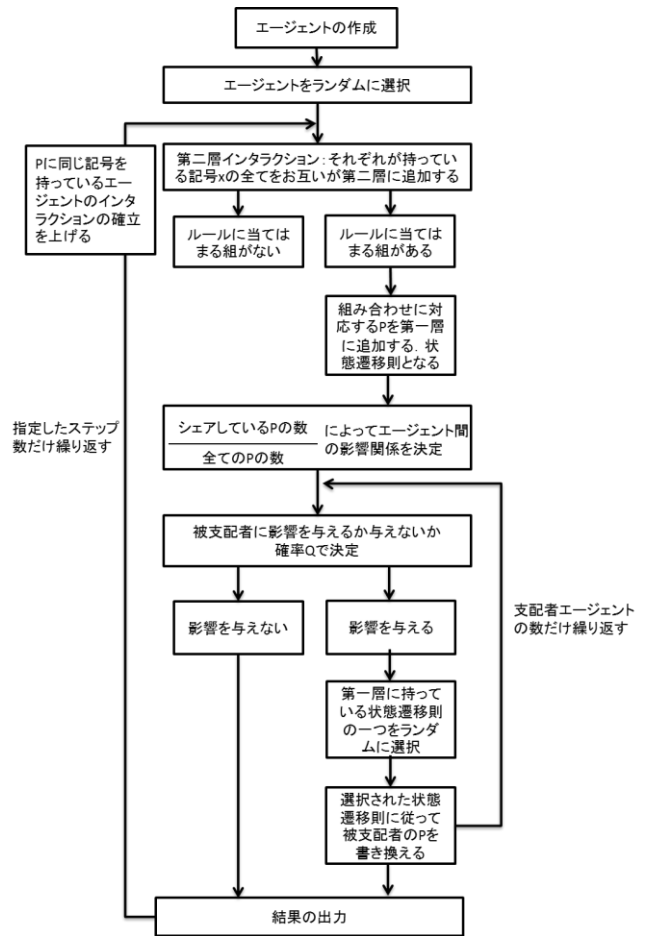 エージェントの作成
エージェントをランダムに選択
Pに同じ記号を
持っているエー
ジェントのインタ
ラクションの確立
を上げる
第二層インタラクション:それぞれが持ってい
る記号xの全てをお互いが第二層に追加する
ルールに当ては
まる組がない
ルールに当ては
まる組がある
組み合わせに対
応するPを第一層
に追加する．状
態遷移則となる
指定したステップ
数だけ繰り返す
シェアしているPの数
全てのPの数
によってエージェント間
の影響関係を決定
被支配者に影響を与えるか与えないか
確率Qで決定
影響を与えない
影響を与える
支配者エージェント
の数だけ繰り返す
第一層に持って
いる状態遷移則
の一つをランダ
ムに選択
選択された状態
遷移則に従って
被支配者のPを
書き換える
結果の出力